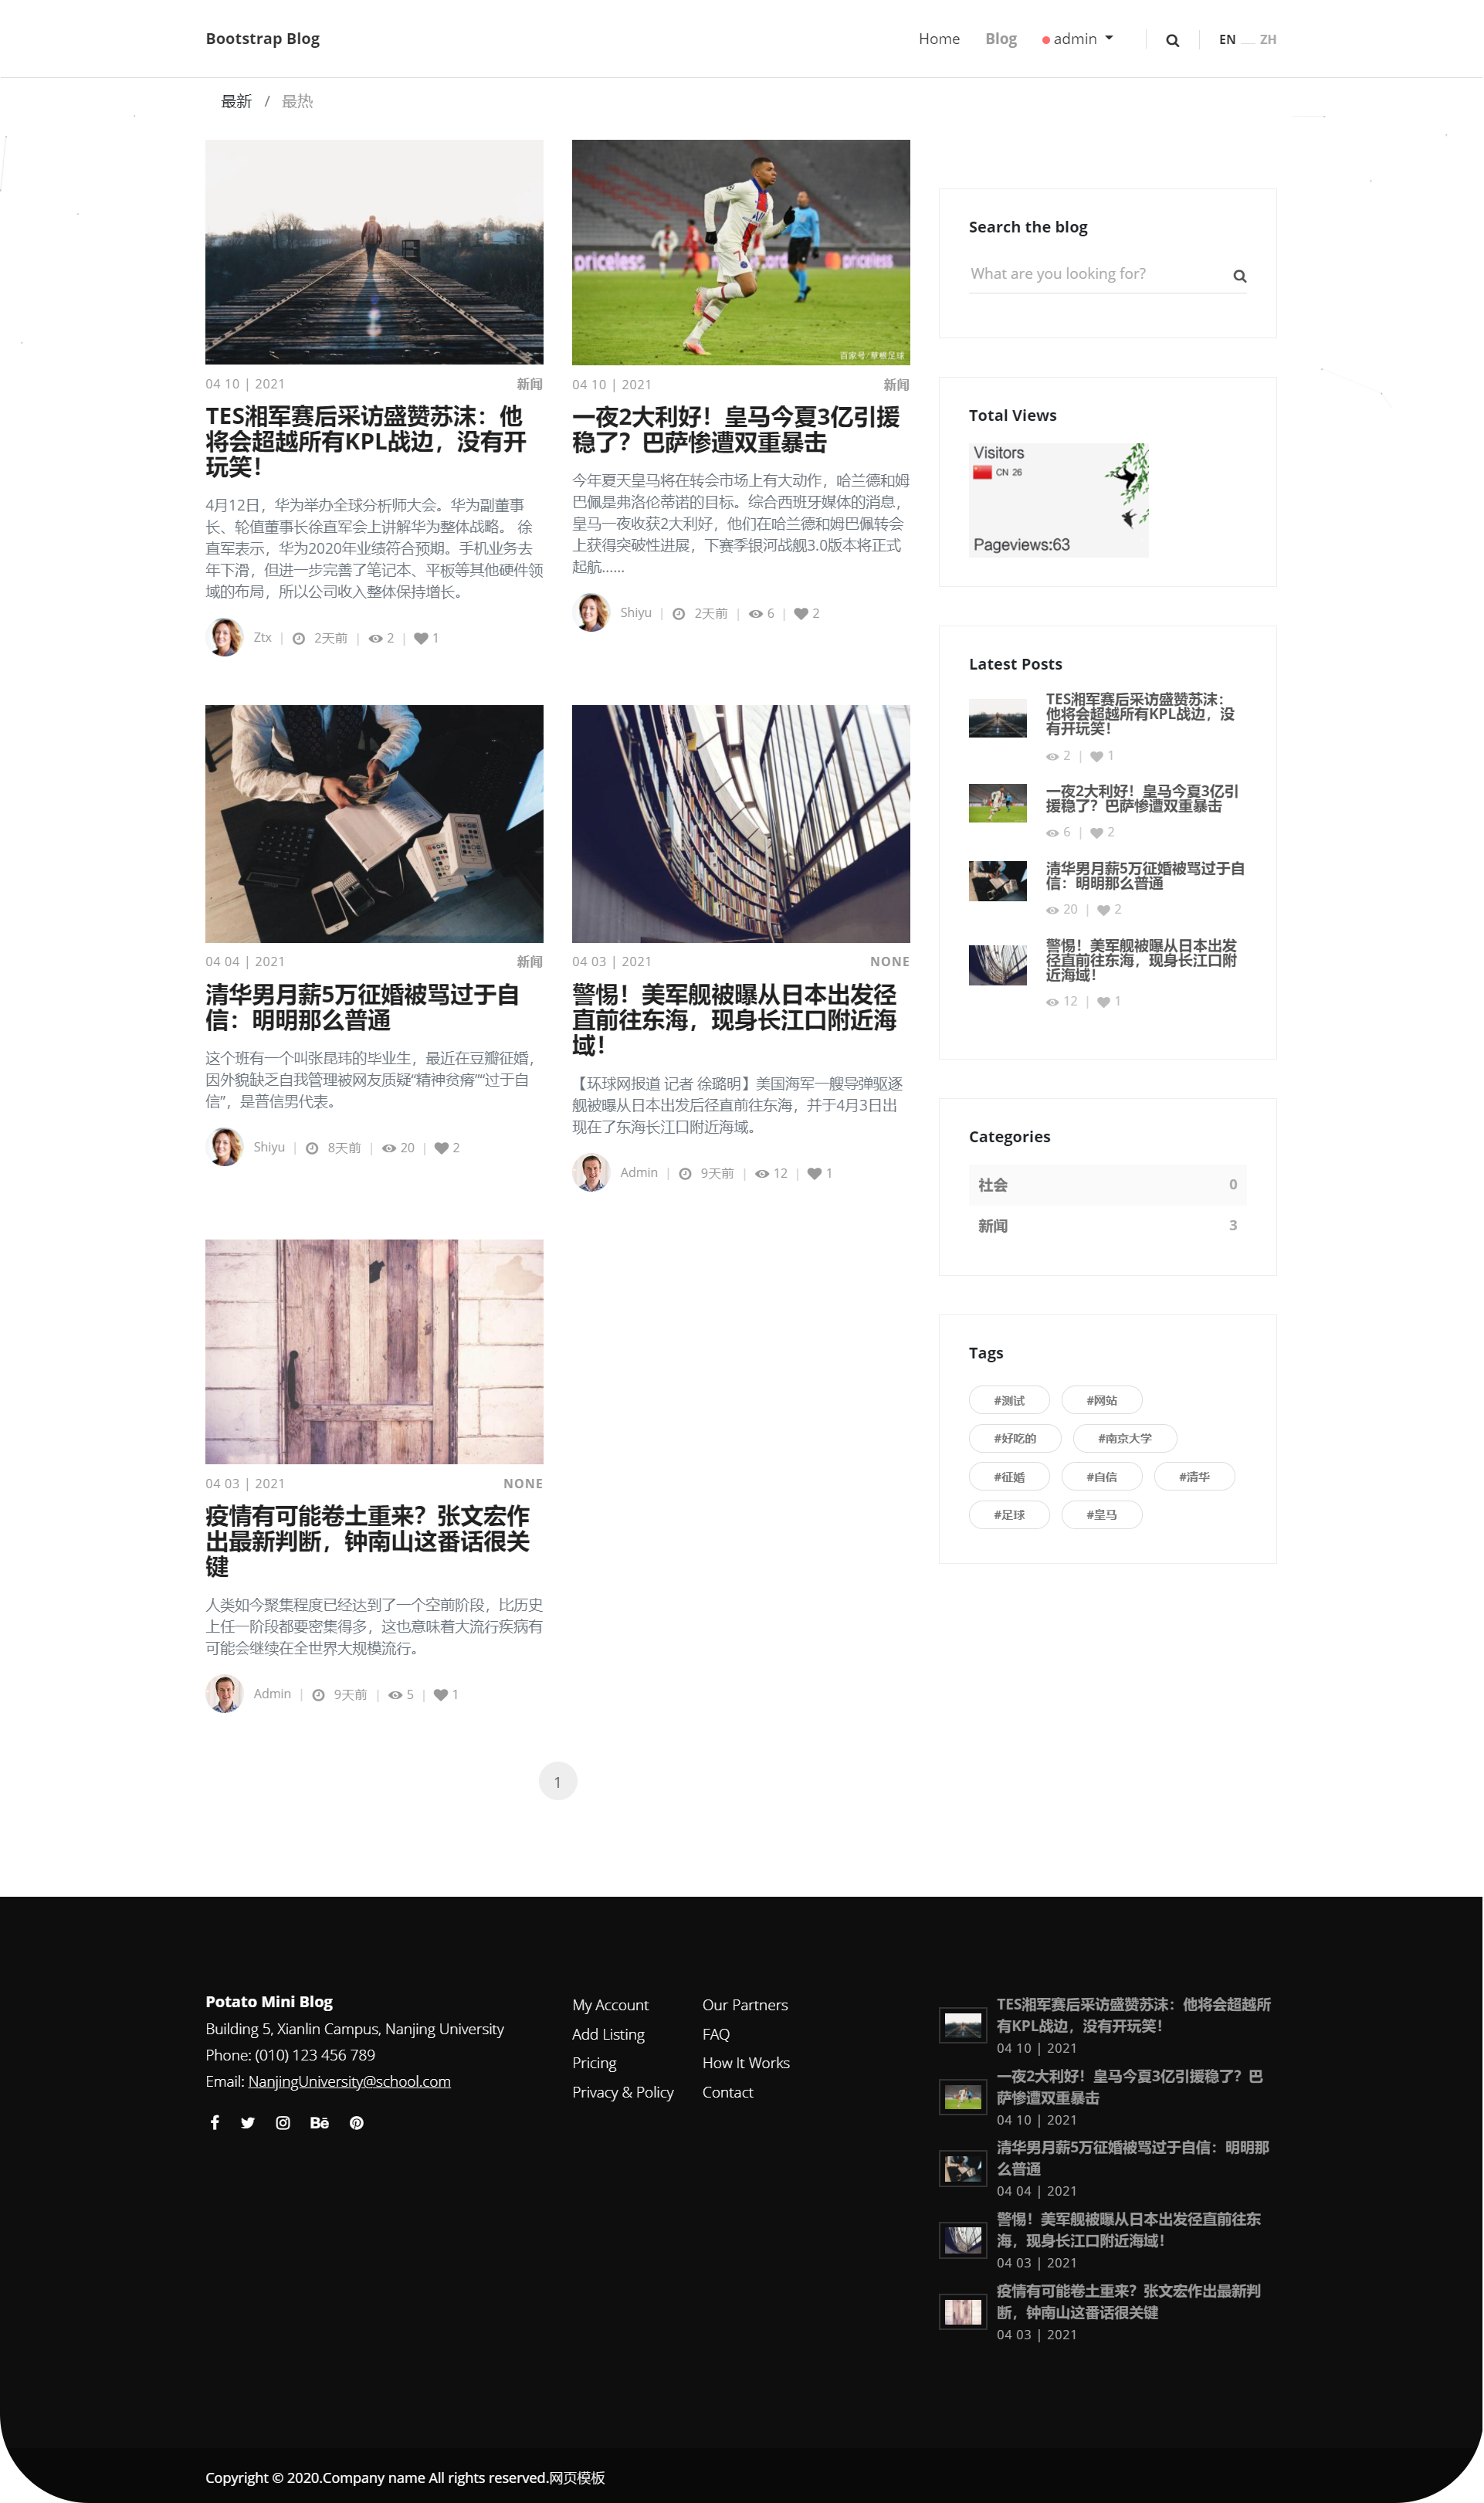 Bootstrap Blog
Home Blog admin EN ZH
最新 / 最热
priceless
mastercard
百家号/草根足球
04 10 | 2021 新闻
TES湘军赛后采访盛赞苏沫：他
将会超越所有KPL战边，没有开
玩笑！
4月12日，华为举办全球分析师大会。华为副董事
长、轮值董事长徐直军会上讲解华为整体战略。 徐
直军表示，华为2020年业绩符合预期。手机业务去
年下滑，但进一步完善了笔记本、平板等其他硬件领
域的布局，所以公司收入整体保持增长。
Ztx | 2天前 | 2 | 1
04 10 | 2021 新闻
一夜2大利好！皇马今夏3亿引援
稳了？巴萨惨遭双重暴击
今年夏天皇马将在转会市场上有大动作，哈兰德和姆
巴佩是弗洛伦蒂诺的目标。综合西班牙媒体的消息，
皇马一夜收获2大利好，他们在哈兰德和姆巴佩转会
上获得突破性进展，下赛季银河战舰3.0版本将正式
起航……
Shiyu | 2天前 | 6 | 2
04 04 | 2021 新闻
清华男月薪5万征婚被骂过于自
信：明明那么普通
这个班有一个叫张昆玮的毕业生，最近在豆瓣征婚，
因外貌缺乏自我管理被网友质疑“精神贫瘠”“过于自
信”，是普信男代表。
Shiyu | 8天前 | 20 | 2
04 03 | 2021 NONE
警惕！美军舰被曝从日本出发径
直前往东海，现身长江口附近海
域！
【环球网报道 记者 徐璐明】美国海军一艘导弹驱逐
舰被曝从日本出发后径直前往东海，并于4月3日出
现在了东海长江口附近海域。
Admin | 9天前 | 12 | 1
04 03 | 2021 NONE
疫情有可能卷土重来？张文宏作
出最新判断，钟南山这番话很关
键
人类如今聚集程度已经达到了一个空前阶段，比历史
上任一阶段都要密集得多，这也意味着大流行疾病有
可能会继续在全世界大规模流行。
Admin | 9天前 | 5 | 1
1
Search the blog
What are you looking for?
Total Views
Visitors
CN 26
Pageviews:63
Latest Posts
TES湘军赛后采访盛赞苏沫：
他将会超越所有KPL战边，没
有开玩笑！
2 | 1
一夜2大利好！皇马今夏3亿引
援稳了？巴萨惨遭双重暴击
6 | 2
清华男月薪5万征婚被骂过于自
信：明明那么普通
20 | 2
警惕！美军舰被曝从日本出发
径直前往东海，现身长江口附
近海域！
12 | 1
Categories
社会 0
新闻 3
Tags
#测试 #网站
#好吃的 #南京大学
#征婚 #自信 #清华
#足球 #皇马
Potato Mini Blog
Building 5, Xianlin Campus, Nanjing University
Phone: (010) 123 456 789
Email: NanjingUniversity@school.com
My Account
Add Listing
Pricing
Privacy & Policy
Our Partners
FAQ
How It Works
Contact
TES湘军赛后采访盛赞苏沫：他将会超越所
有KPL战边，没有开玩笑！
04 10 | 2021
一夜2大利好！皇马今夏3亿引援稳了？巴
萨惨遭双重暴击
04 10 | 2021
清华男月薪5万征婚被骂过于自信：明明那
么普通
04 04 | 2021
警惕！美军舰被曝从日本出发径直前往东
海，现身长江口附近海域！
04 03 | 2021
疫情有可能卷土重来？张文宏作出最新判
断，钟南山这番话很关键
04 03 | 2021
Copyright © 2020.Company name All rights reserved.网页模板